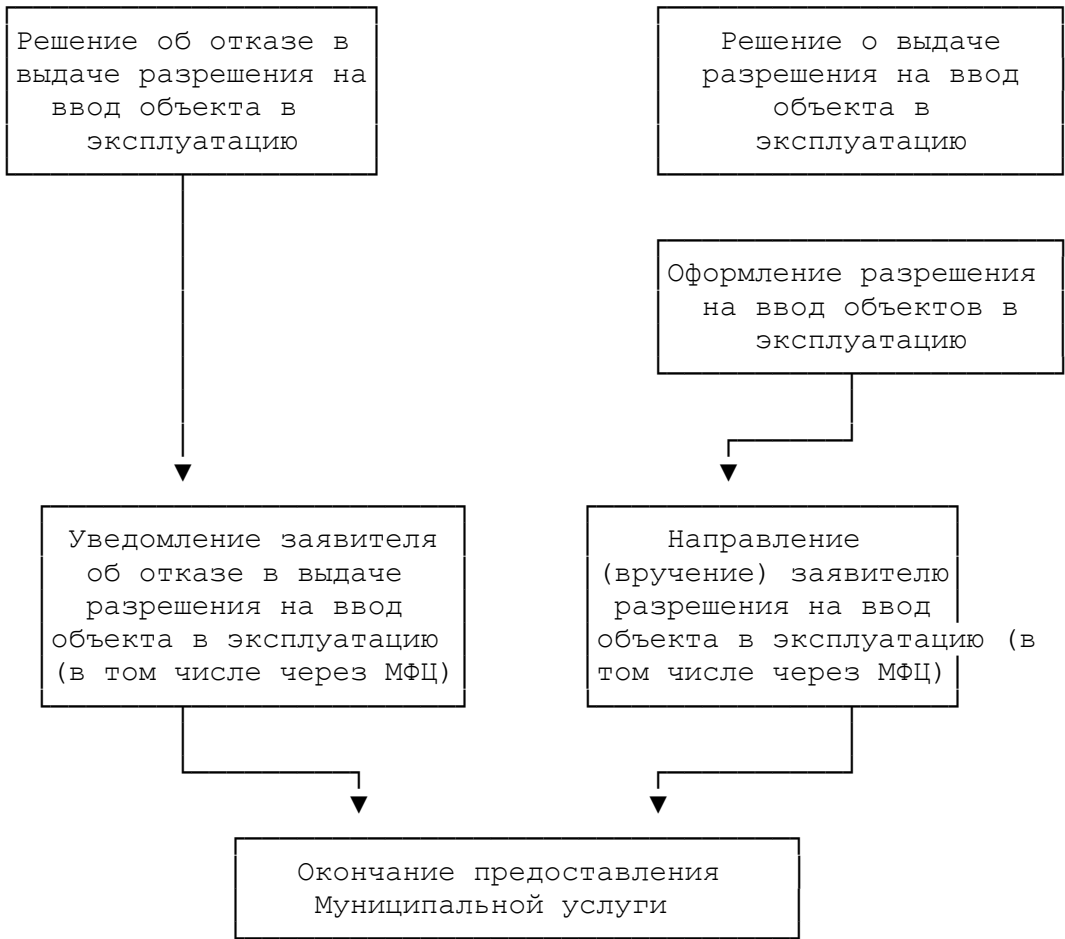 Решение об отказе в
выдаче разрешения на
ввод объекта в
эксплуатацию
Решение о выдаче
разрешения на ввод
объекта в
эксплуатацию
Оформление разрешения
на ввод объектов в
эксплуатацию
Уведомление заявителя
об отказе в выдаче
разрешения на ввод
объекта в эксплуатацию
(в том числе через МФЦ)
Направление
(вручение) заявителю
разрешения на ввод
объекта в эксплуатацию (в
том числе через МФЦ)
Окончание предоставления
Муниципальной услуги